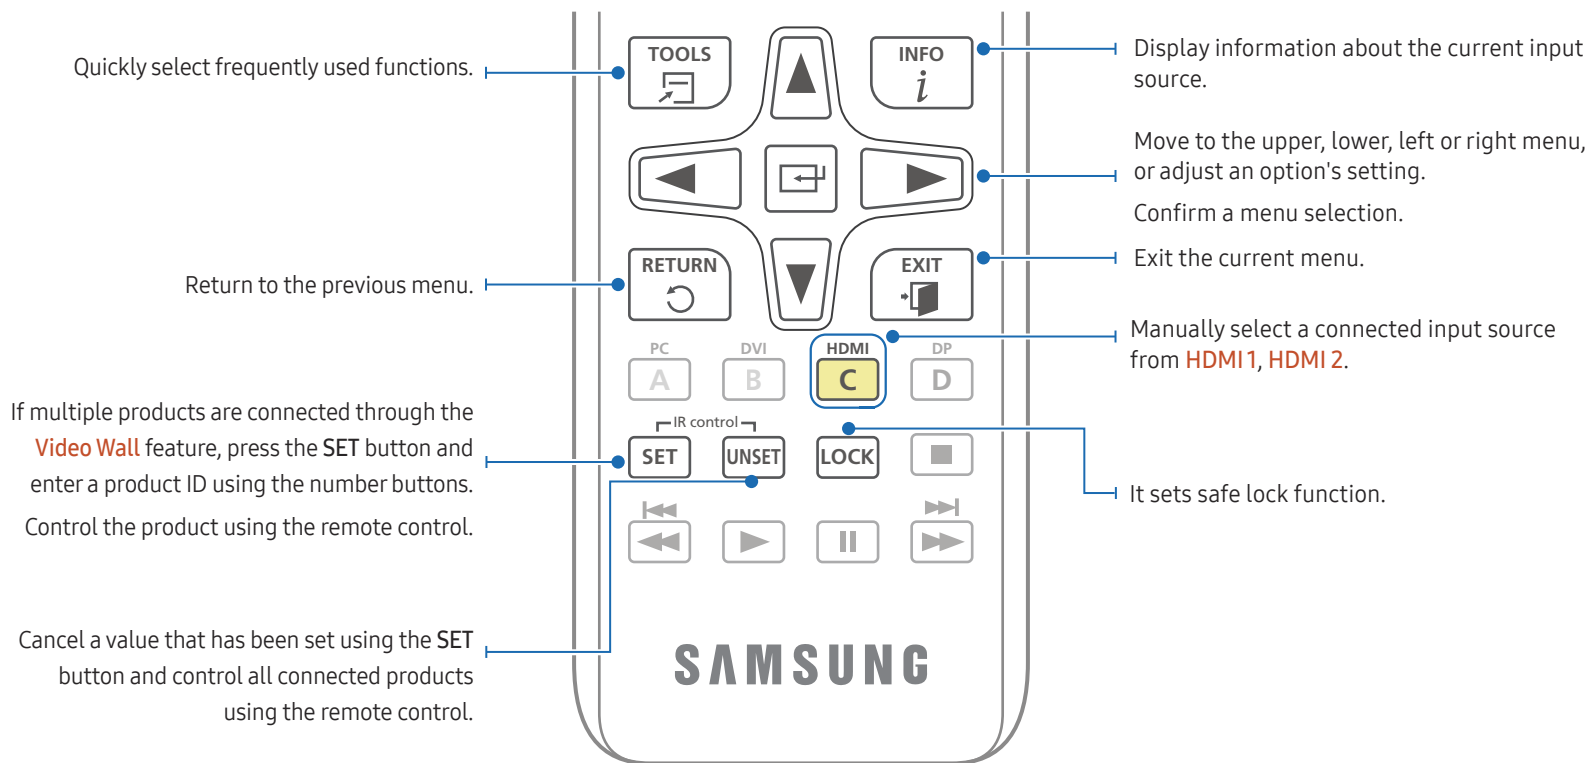 Quickly select frequently used functions.
TOOLS
INFO
i
Display information about the current input
source.
Move to the upper, lower, left or right menu,
or adjust an option's setting.
Confirm a menu selection.
Return to the previous menu.
RETURN
EXIT
Exit the current menu.
PC
DVI
HDMI
DP
A
B
C
D
Manually select a connected input source
from HDMI 1, HDMI 2.
If multiple products are connected through the
Video Wall feature, press the SET button and
enter a product ID using the number buttons.
Control the product using the remote control.
IR control
SET
UNSET
LOCK
It sets safe lock function.
Cancel a value that has been set using the SET
button and control all connected products
using the remote control.
SAMSUNG